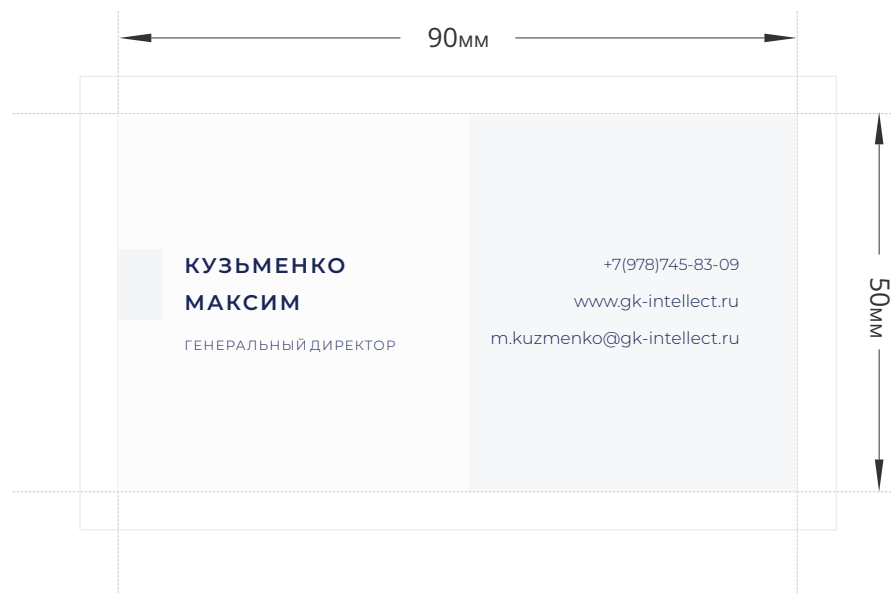 90мм
КУЗЬМЕНКО
МАКСИМ
ГЕНЕРАЛЬНЫЙ ДИРЕКТОР
+7(978)745-83-09
www.gk-intellect.ru
m.kuzmenko@gk-intellect.ru
50мм